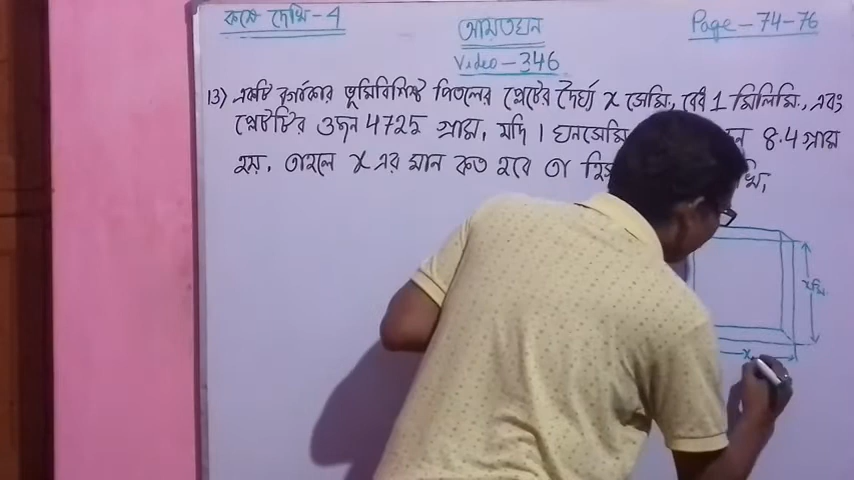 কষে দেখি - 4
আয়তঘন
Page - 74-76
Video - 346
13) একটি বর্গাকার ভূমিবিশিষ্ট পিতলের প্লেটের দৈর্ঘ্য x সেমি, বেধ 1 মিলিমি. এবং
প্লেটটির ওজন 4725 গ্রাম, যদি 1 ঘনসেমি 8.4 গ্রাম
হয়, তাহলে x এর মান কত হবে তা
x সেমি.
x